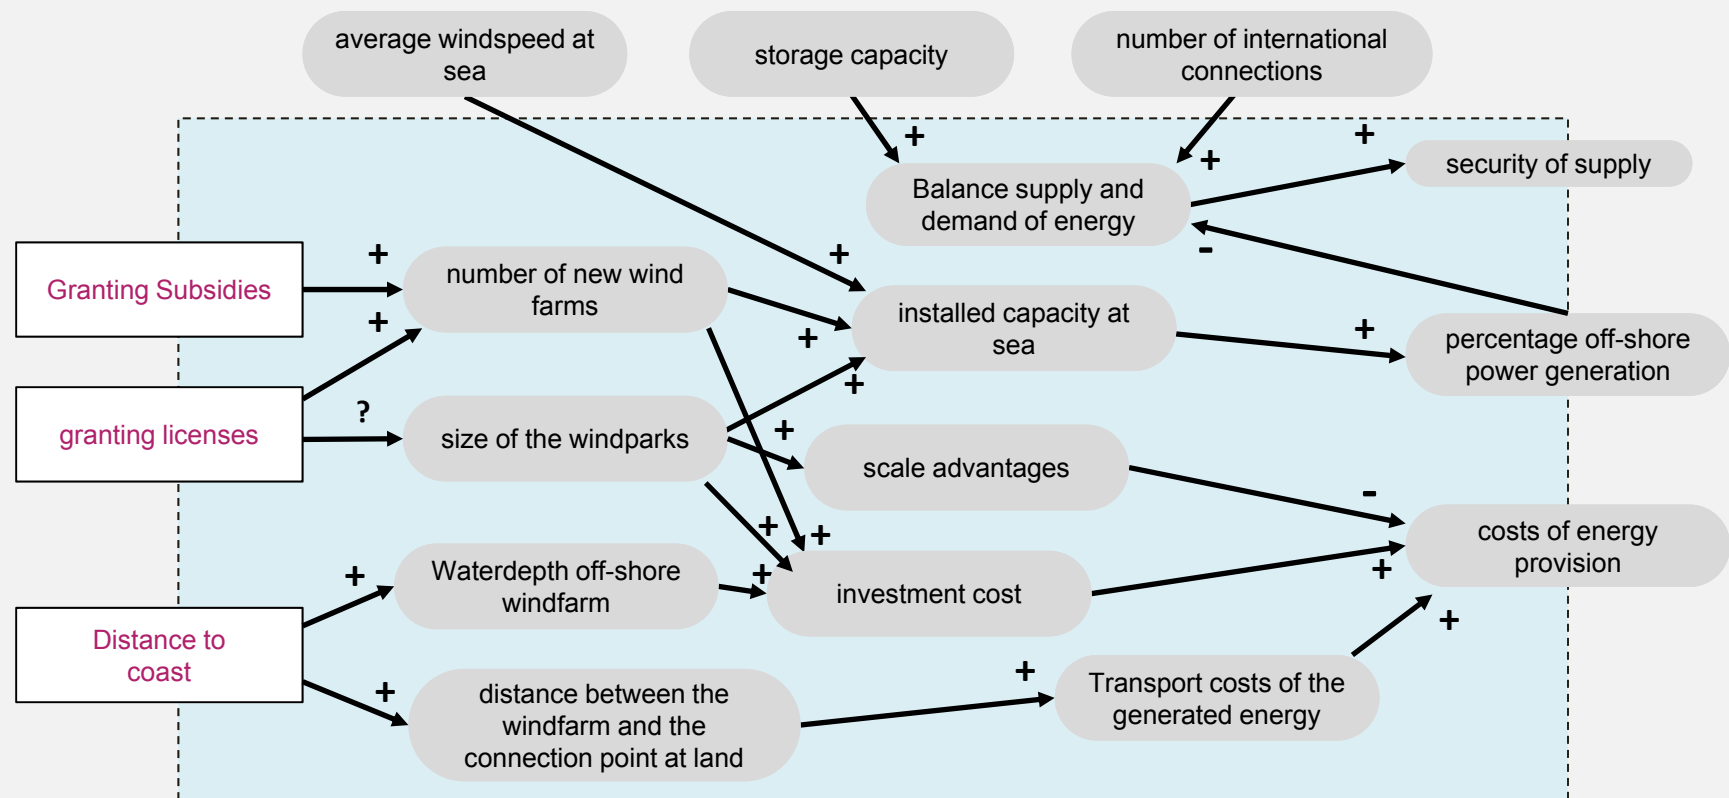 average windspeed at
sea
storage capacity
number of international
connections
+
+
+
security of supply
Balance supply and
demand of energy
-
Granting Subsidies
+
number of new wind
farms
+
installed capacity at
sea
+
+
+
+
percentage off-shore
power generation
granting licenses
?
size of the windparks
+
scale advantages
-
costs of energy
provision
+
+
+
+
+
Waterdepth off-shore
windfarm
investment cost
Distance to
coast
+
+
+
distance between the
windfarm and the
connection point at land
Transport costs of the
generated energy